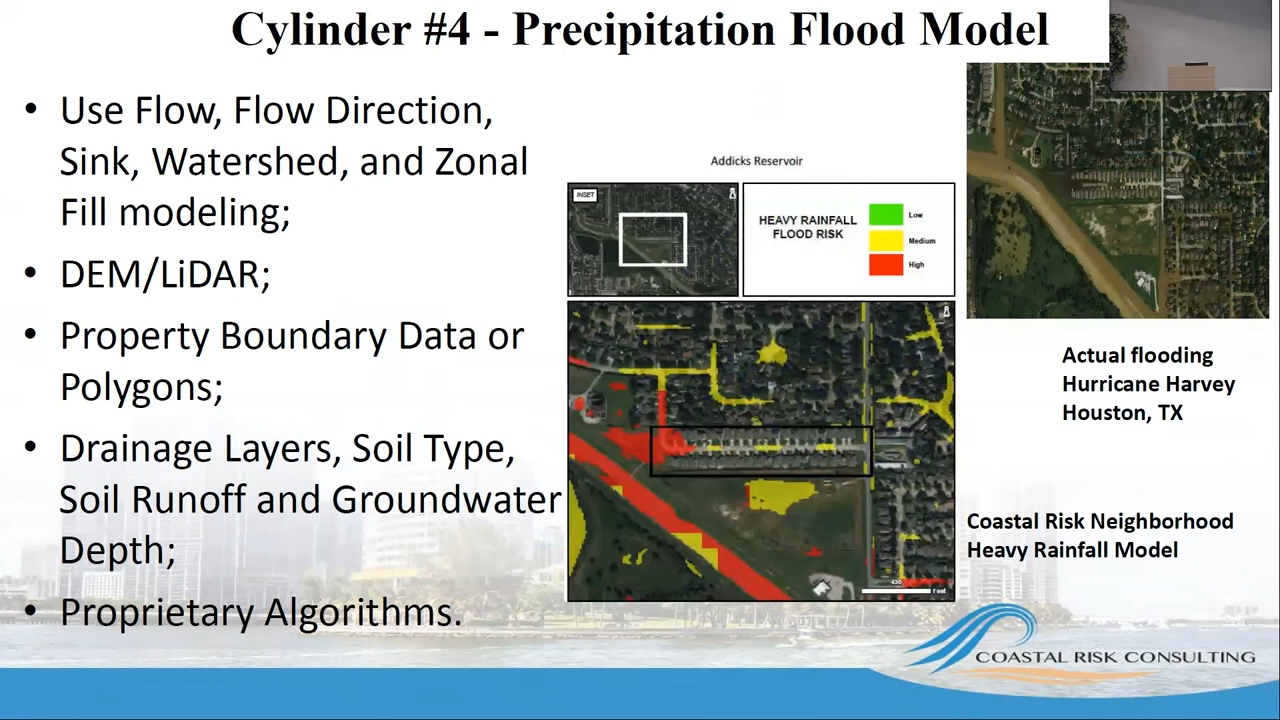 Cylinder #4 - Precipitation Flood Model
• Use Flow, Flow Direction,
Sink, Watershed, and Zonal
Fill modeling;
• DEM/LiDAR;
• Property Boundary Data or
Polygons;
• Drainage Layers, Soil Type,
Soil Runoff and Groundwater
Depth;
• Proprietary Algorithms.
Addicks Reservoir
INSET
HEAVY RAINFALL
FLOOD RISK
Low
Medium
High
430
Feet
Actual flooding
Hurricane Harvey
Houston, TX
Coastal Risk Neighborhood
Heavy Rainfall Model
COASTAL RISK CONSULTING